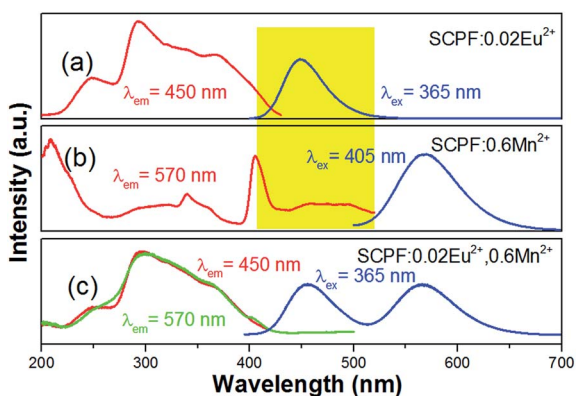 (a)
SCPF:0.02Eu²⁺
λem= 450 nm
λex= 365 nm
(b)
SCPF:0.6Mn²⁺
λem= 570 nm
λex= 405 nm
(c)
SCPF:0.02Eu²⁺,0.6Mn²⁺
λem= 450 nm
λex= 365 nm
λem= 570 nm
Intensity (a.u.)
200 300 400 500 600 700
Wavelength (nm)